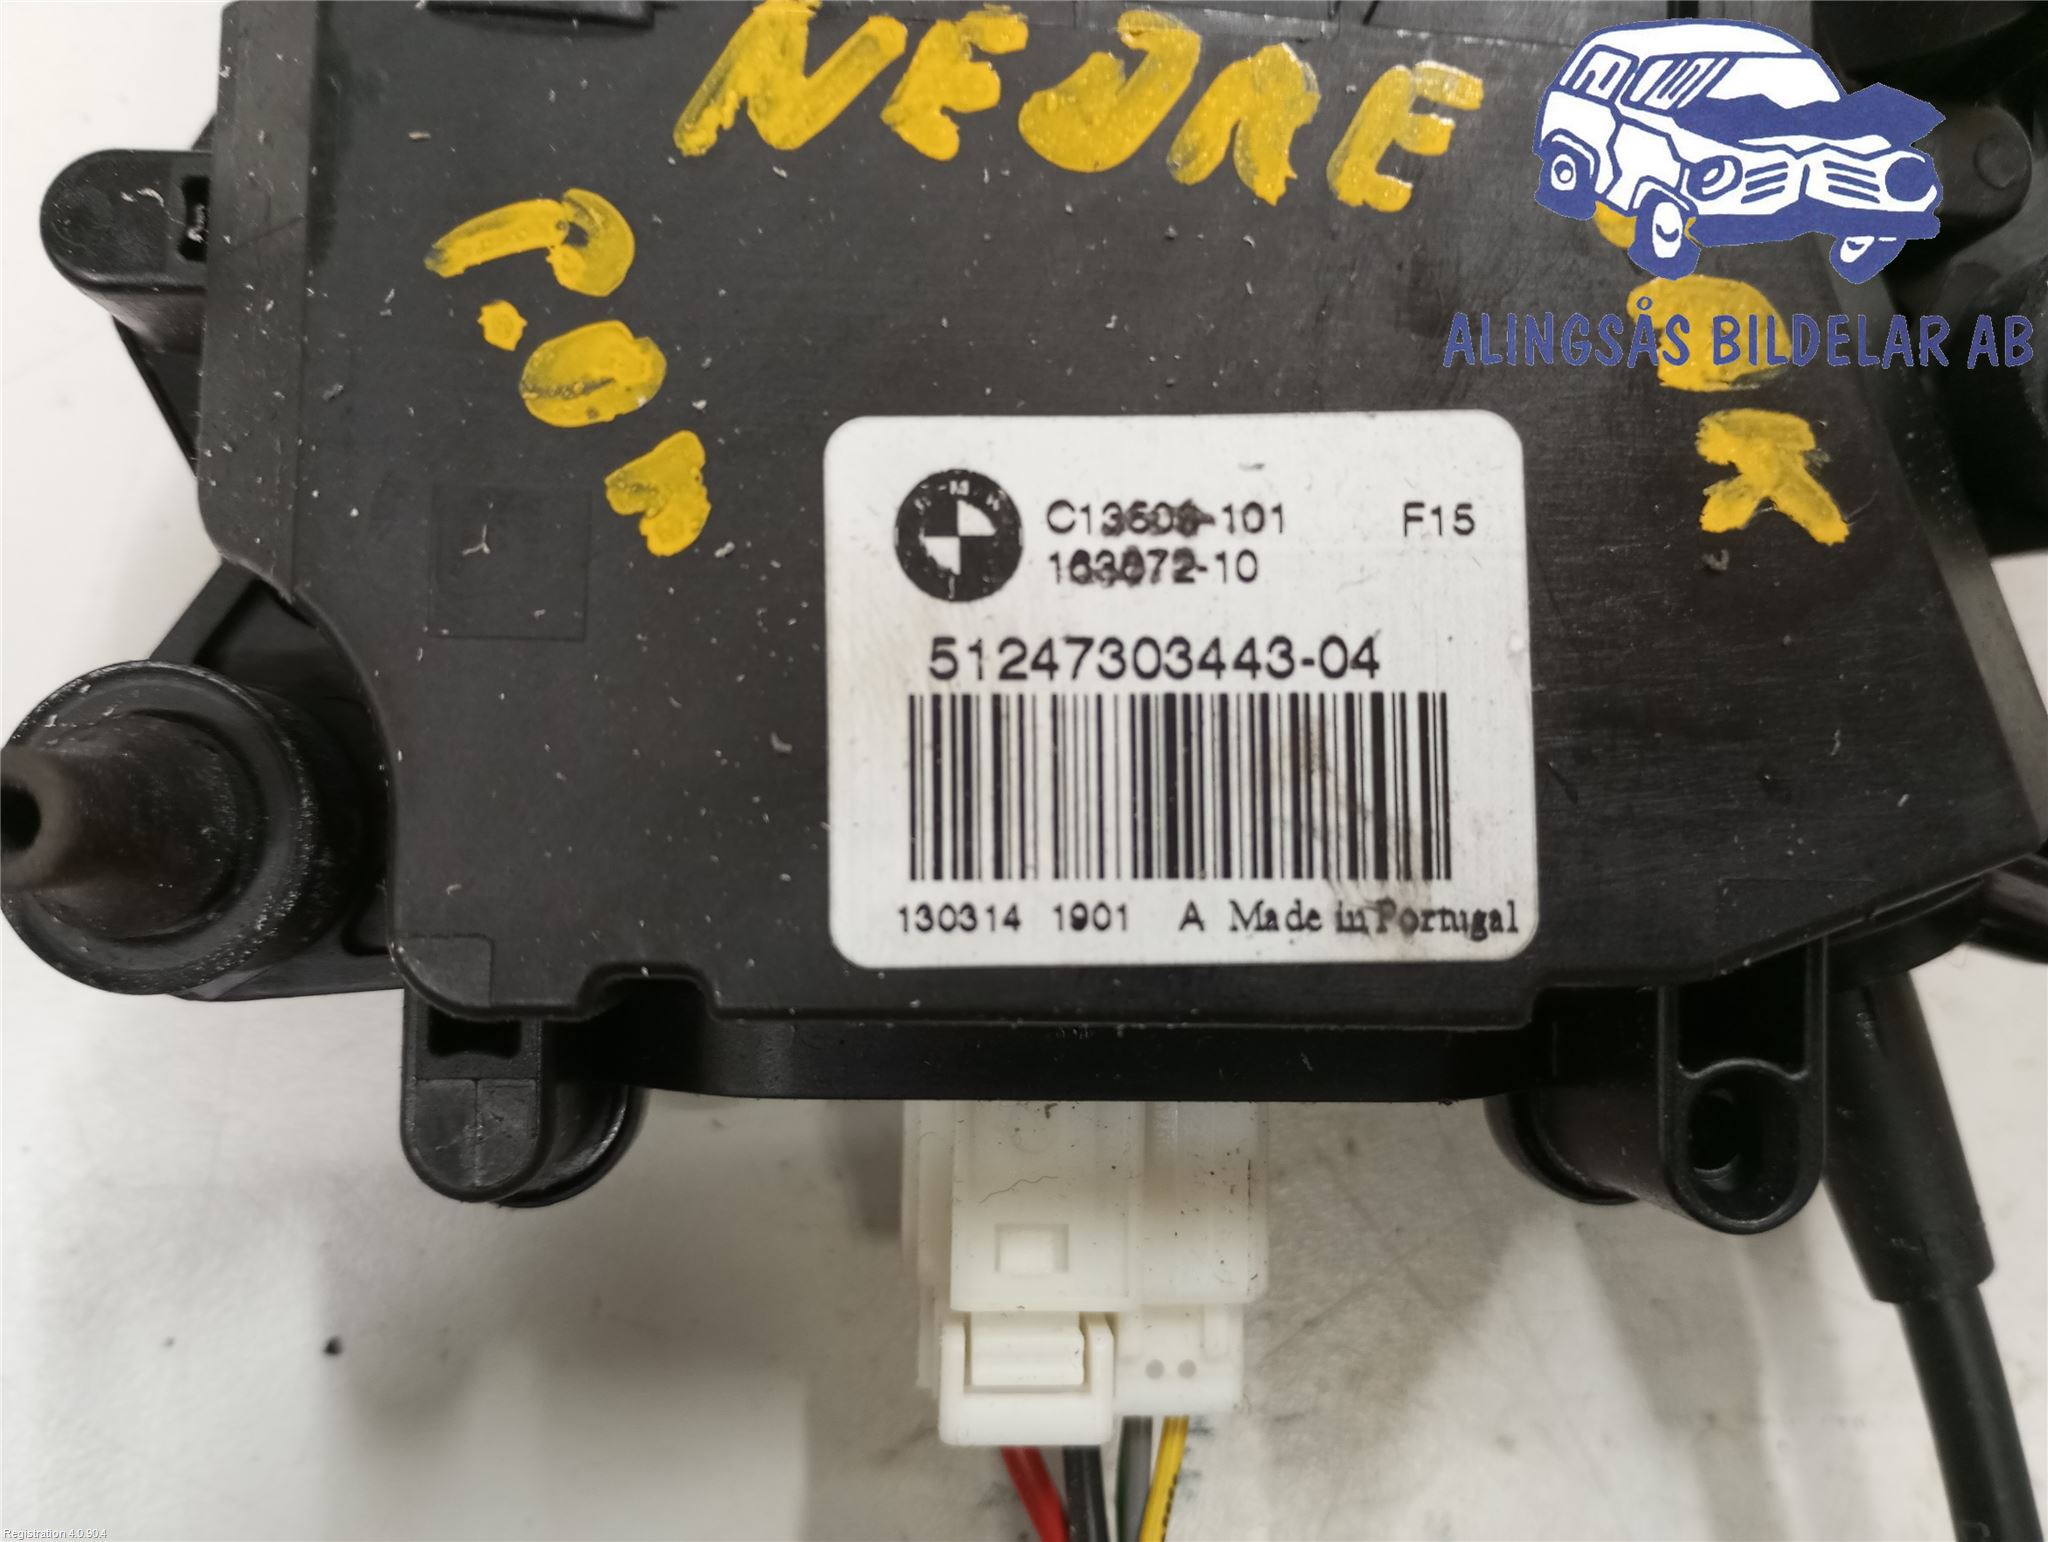 NEDRE
ALINGSÅS BILDELAR AB
C13506-101 F15
163672-10
51247303443-04
130314 1901 A Made in Portugal
Registration 4.0.90.4